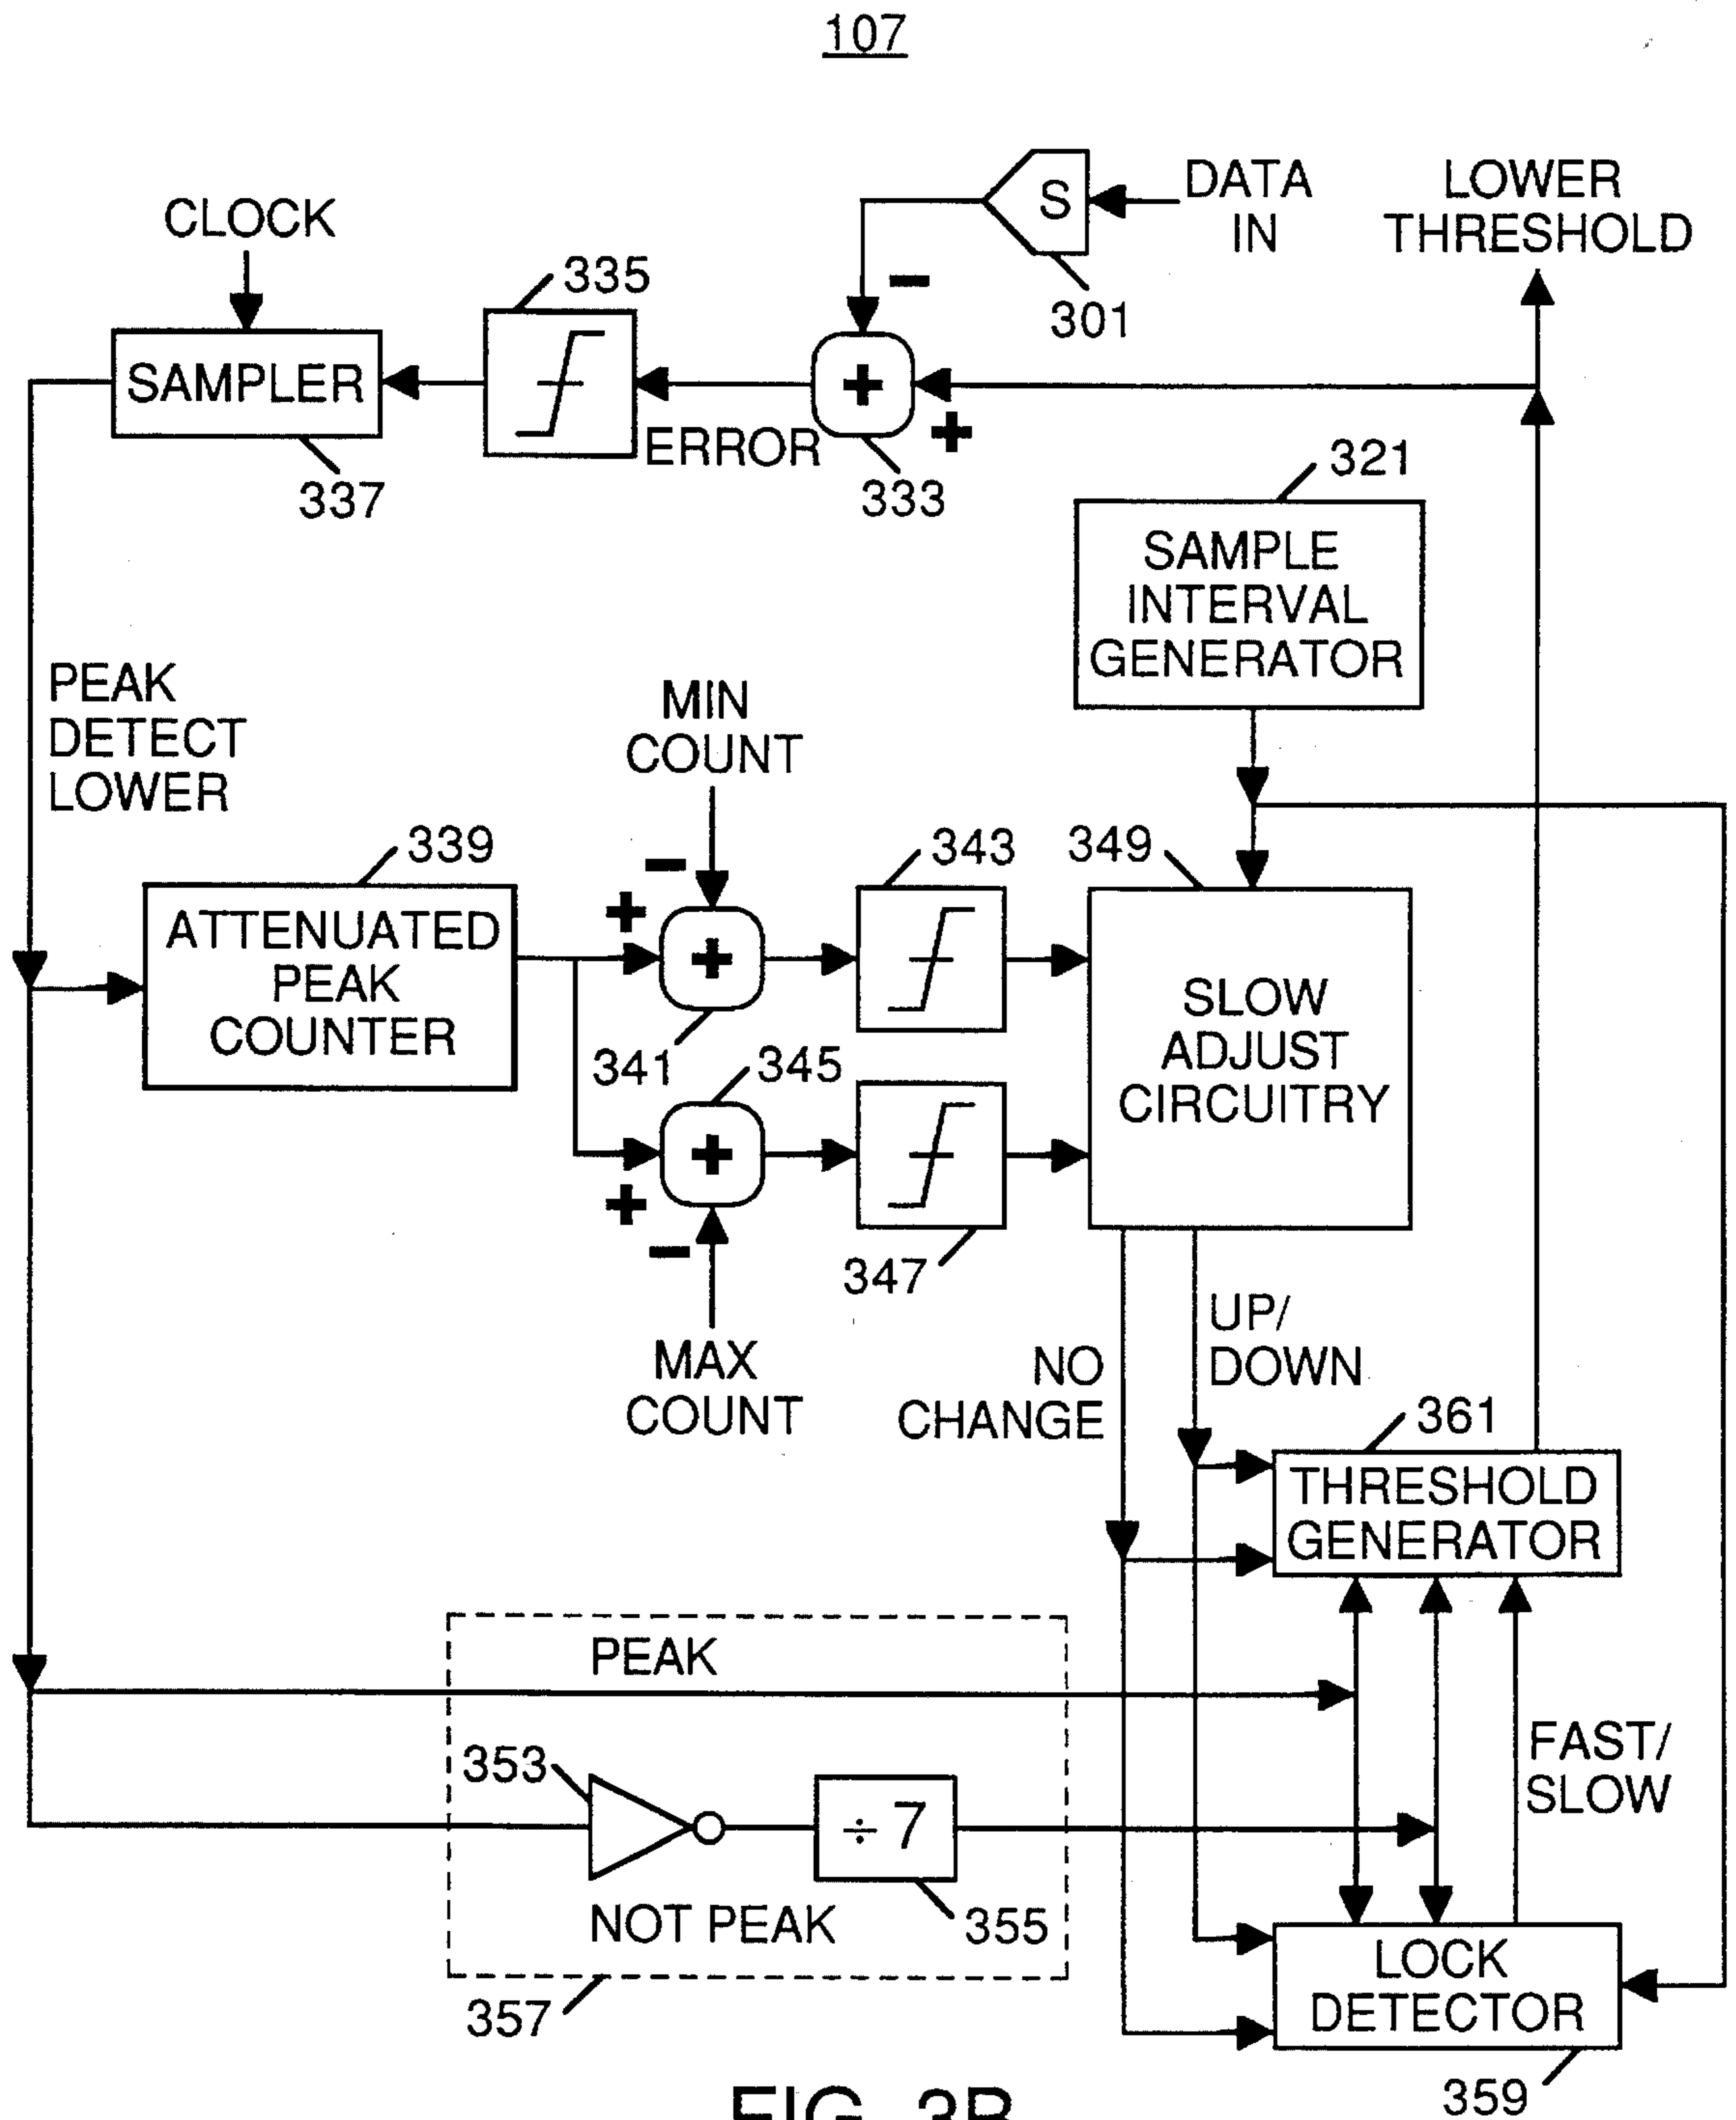 107
CLOCK
S
DATA
IN
LOWER
THRESHOLD
301
335
SAMPLER
+
−
+
ERROR
337
333
321
SAMPLE
INTERVAL
GENERATOR
PEAK
DETECT
LOWER
MIN
COUNT
339
343
349
ATTENUATED
PEAK
COUNTER
−
+
+
341
345
+
+
−
347
SLOW
ADJUST
CIRCUITRY
MAX
COUNT
NO
CHANGE
UP/
DOWN
361
THRESHOLD
GENERATOR
PEAK
353
÷ 7
NOT PEAK
355
357
FAST/
SLOW
LOCK
DETECTOR
359
FIG. 3B